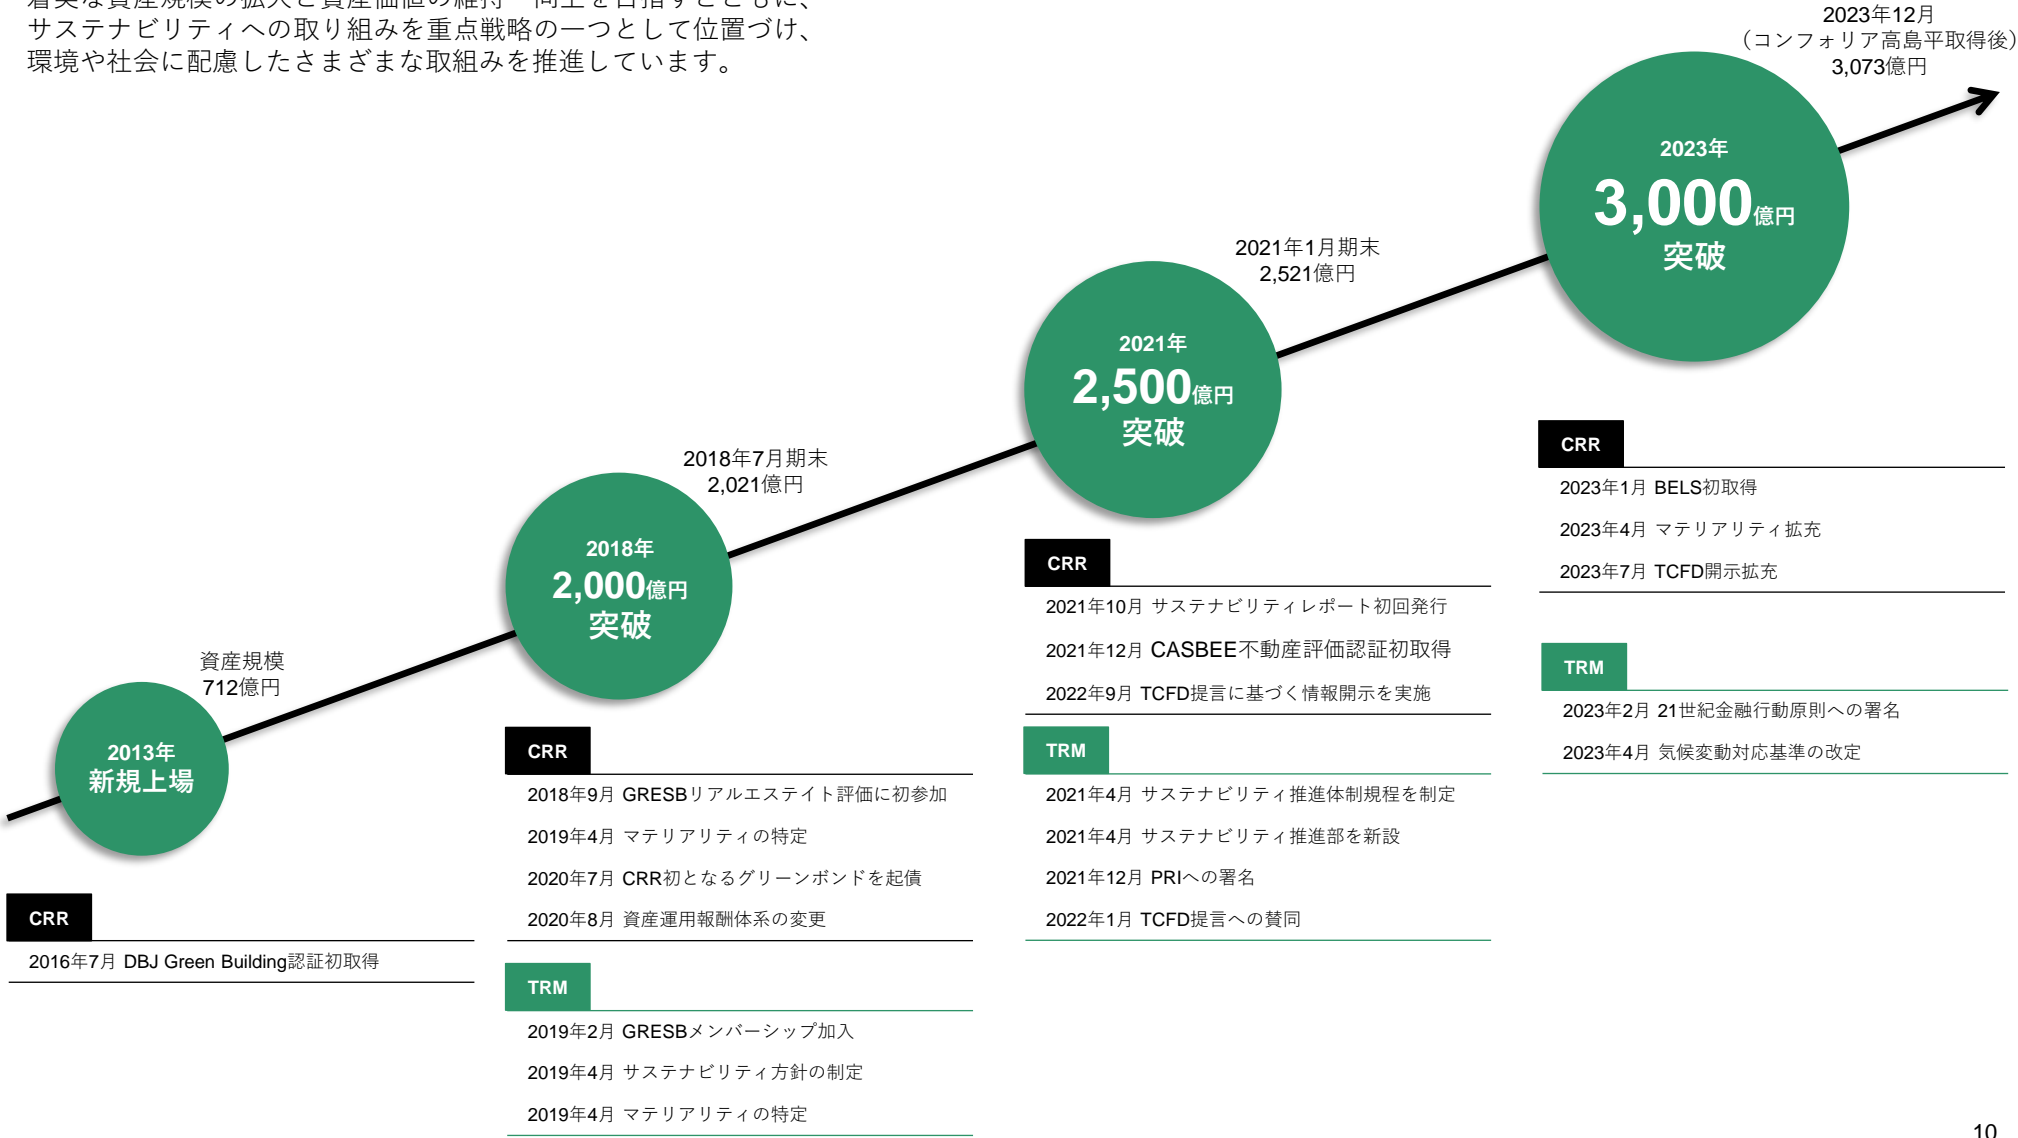 着実な資産規模の拡大と資産価値の維持・向上を目指すとともに、
サステナビリティへの取り組みを重点戦略の一つとして位置づけ、
環境や社会に配慮したさまざまな取組みを推進しています。
2023年12月
（コンフォリア高島平取得後）
3,073億円
2023年
3,000億円
突破
2021年1月期末
2,521億円
2021年
2,500億円
突破
2018年7月期末
2,021億円
2018年
2,000億円
突破
資産規模
712億円
2013年
新規上場
CRR
2016年7月 DBJ Green Building認証初取得
CRR
2018年9月 GRESBリアルエステイト評価に初参加
2019年4月 マテリアリティの特定
2020年7月 CRR初となるグリーンボンドを起債
2020年8月 資産運用報酬体系の変更
TRM
2019年2月 GRESBメンバーシップ加入
2019年4月 サステナビリティ方針の制定
2019年4月 マテリアリティの特定
CRR
2021年10月 サステナビリティレポート初回発行
2021年12月 CASBEE不動産評価認証初取得
2022年9月 TCFD提言に基づく情報開示を実施
TRM
2021年4月 サステナビリティ推進体制規程を制定
2021年4月 サステナビリティ推進部を新設
2021年12月 PRIへの署名
2022年1月 TCFD提言への賛同
CRR
2023年1月 BELS初取得
2023年4月 マテリアリティ拡充
2023年7月 TCFD開示拡充
TRM
2023年2月 21世紀金融行動原則への署名
2023年4月 気候変動対応基準の改定
10